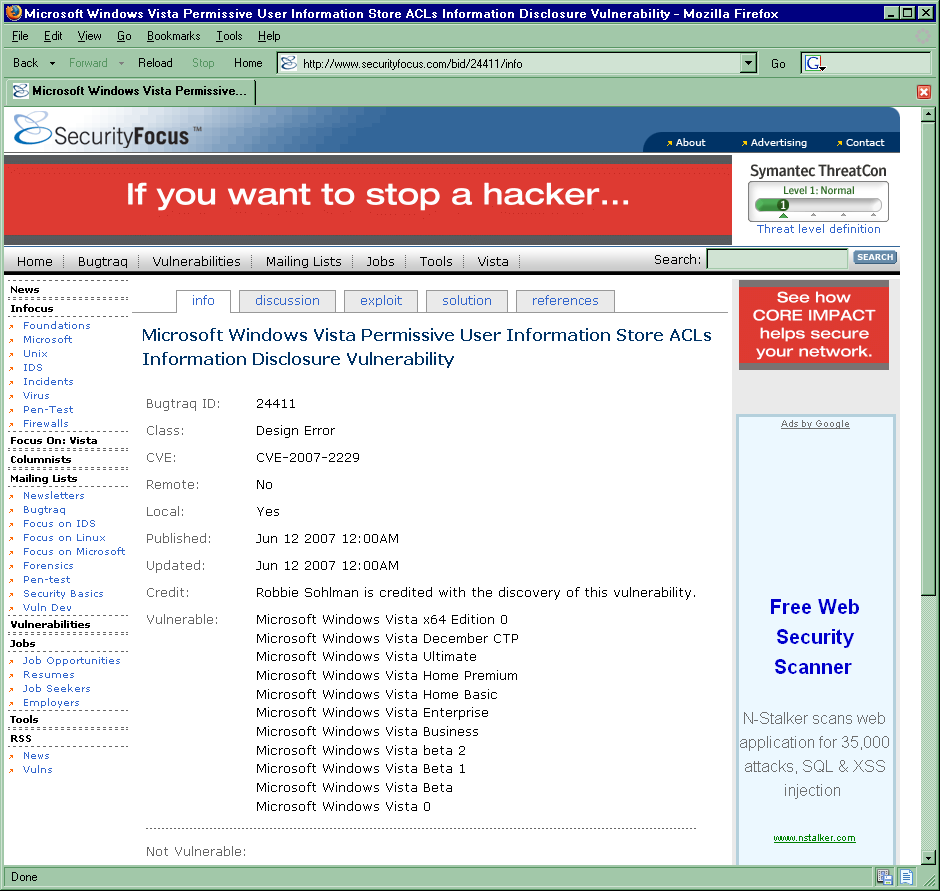 Microsoft Windows Vista Permissive User Information Store ACLs Information Disclosure Vulnerability - Mozilla Firefox
File Edit View Go Bookmarks Tools Help
Back Forward Reload Stop Home http://www.securityfocus.com/bid/24411/info Go G
Microsoft Windows Vista Permissive...
SecurityFocus™
About Advertising Contact
If you want to stop a hacker...
Symantec ThreatCon
Level 1: Normal
1
Threat level definition
Home Bugtraq Vulnerabilities Mailing Lists Jobs Tools Vista Search: SEARCH
News
Infocus
Foundations
Microsoft
Unix
IDS
Incidents
Virus
Pen-Test
Firewalls
Focus On: Vista
Columnists
Mailing Lists
Newsletters
Bugtraq
Focus on IDS
Focus on Linux
Focus on Microsoft
Forensics
Pen-test
Security Basics
Vuln Dev
Vulnerabilities
Jobs
Job Opportunities
Resumes
Job Seekers
Employers
Tools
RSS
News
Vulns
info discussion exploit solution references
Microsoft Windows Vista Permissive User Information Store ACLs
Information Disclosure Vulnerability
Bugtraq ID: 24411
Class: Design Error
CVE: CVE-2007-2229
Remote: No
Local: Yes
Published: Jun 12 2007 12:00AM
Updated: Jun 12 2007 12:00AM
Credit: Robbie Sohlman is credited with the discovery of this vulnerability.
Vulnerable: Microsoft Windows Vista x64 Edition 0
Microsoft Windows Vista December CTP
Microsoft Windows Vista Ultimate
Microsoft Windows Vista Home Premium
Microsoft Windows Vista Home Basic
Microsoft Windows Vista Enterprise
Microsoft Windows Vista Business
Microsoft Windows Vista beta 2
Microsoft Windows Vista Beta 1
Microsoft Windows Vista Beta
Microsoft Windows Vista 0
Not Vulnerable:
See how
CORE IMPACT
helps secure
your network.
Ads by Google
Free Web
Security
Scanner
N-Stalker scans web
application for 35,000
attacks, SQL & XSS
injection
www.nstalker.com
Done